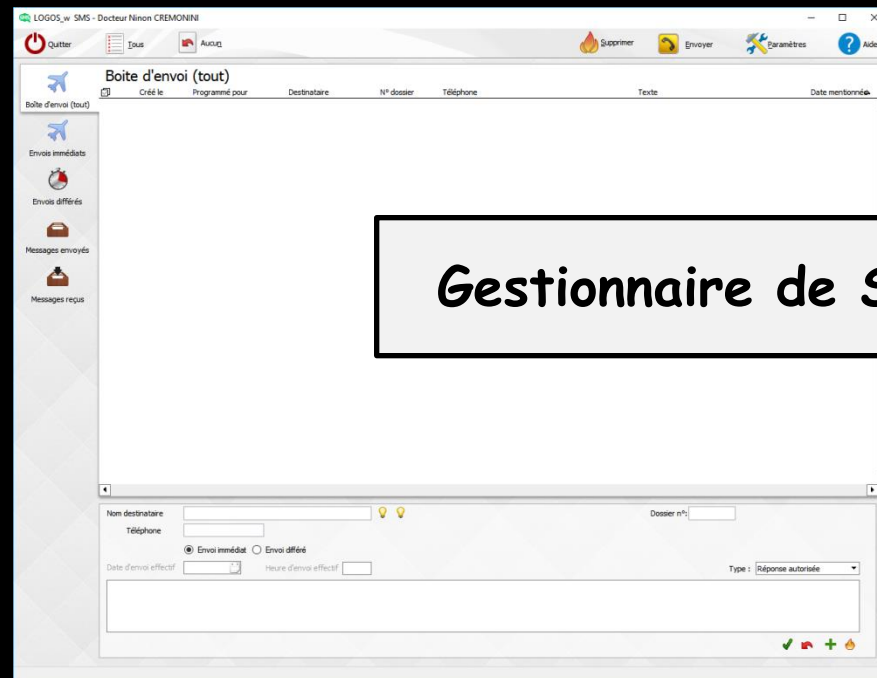 LOGOS_w SMS - Docteur Ninon CREMONINI
Quitter Tous Aucun Supprimer Envoyer Paramètres Aide
Boîte d'envoi (tout)
Envois immédiats
Envois différés
Messages envoyés
Messages reçus
Boite d'envoi (tout)
Créé le Programmé pour Destinataire N° dossier Téléphone Texte Date mentionnée
Gestionnaire de S
Nom destinataire Dossier n°:
Téléphone
Envoi immédiat Envoi différé
Date d'envoi effectif Heure d'envoi effectif Type : Réponse autorisée